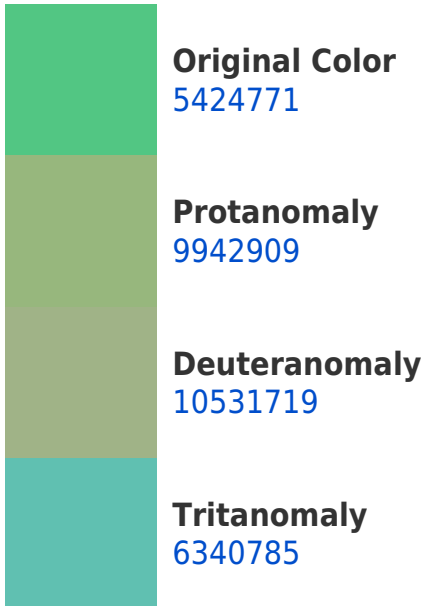 Original Color
5424771
Protanomaly
9942909
Deuteranomaly
10531719
Tritanomaly
6340785